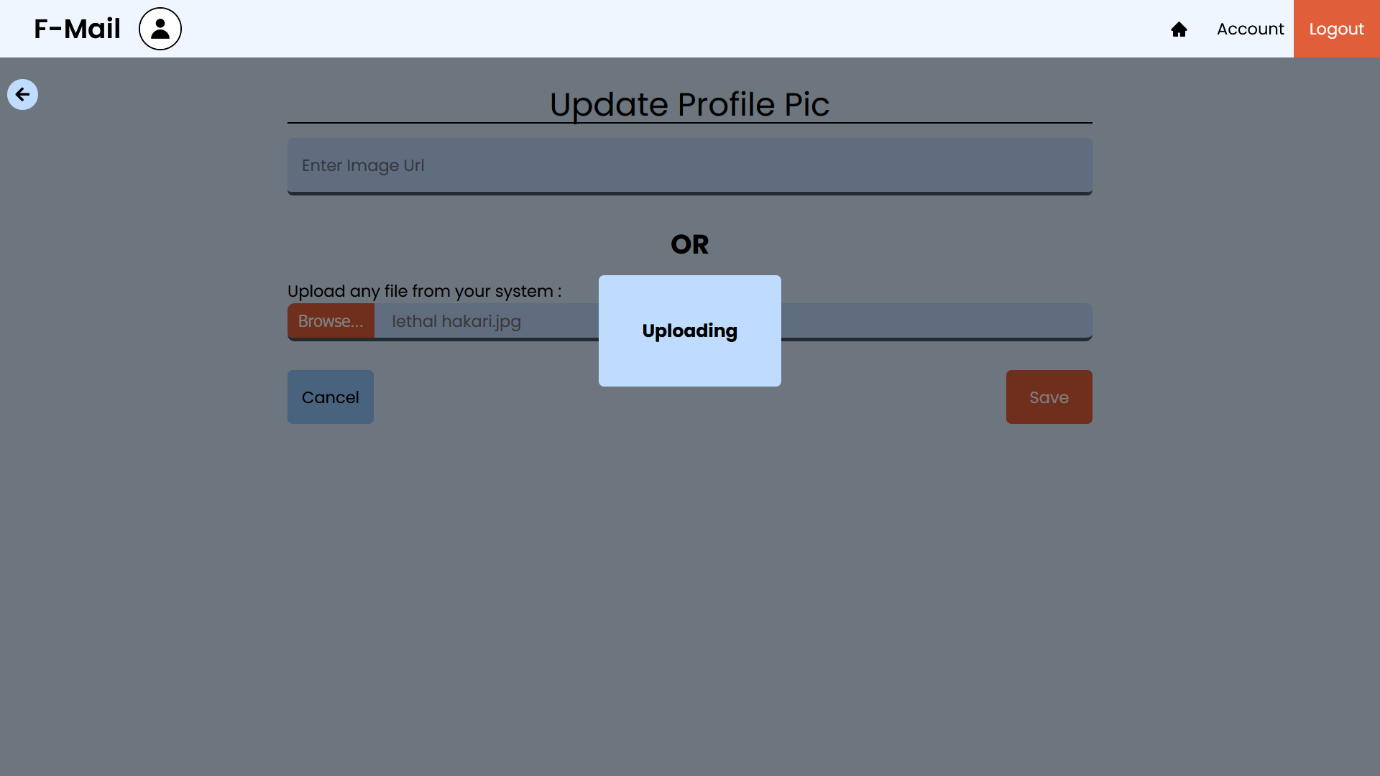 F-Mail
Account
Logout
Update Profile Pic
Enter Image Url
OR
Upload any file from your system :
Browse...
lethal hakari.jpg
Uploading
Cancel
Save